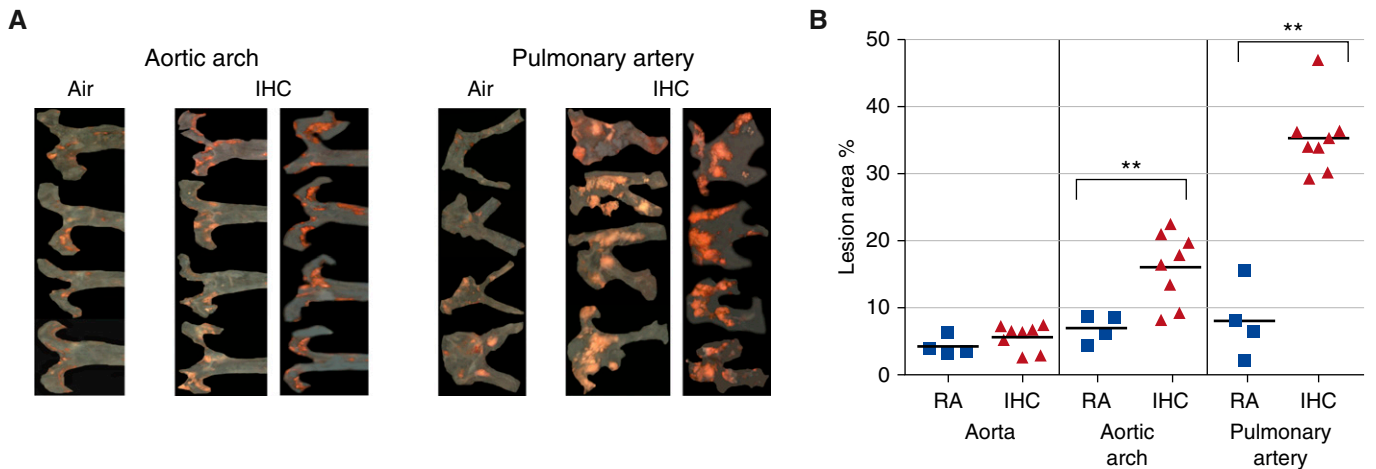 A
Aortic arch
Pulmonary artery
Air
IHC
Air
IHC
B
Lesion area %
50
40
30
20
10
0
**
**
RA
IHC
RA
IHC
RA
IHC
Aorta
Aortic
arch
Pulmonary
artery